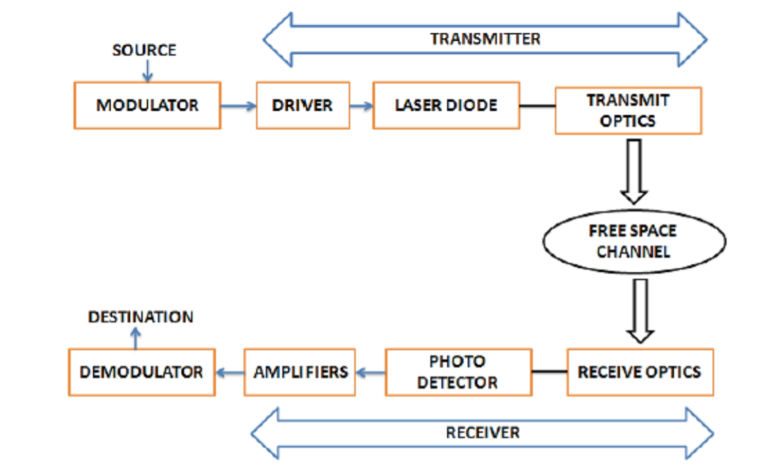 TRANSMITTER
SOURCE
MODULATOR
DRIVER
LASER DIODE
TRANSMIT
OPTICS
FREE SPACE
CHANNEL
DESTINATION
DEMODULATOR
AMPLIFIERS
PHOTO
DETECTOR
RECEIVE OPTICS
RECEIVER